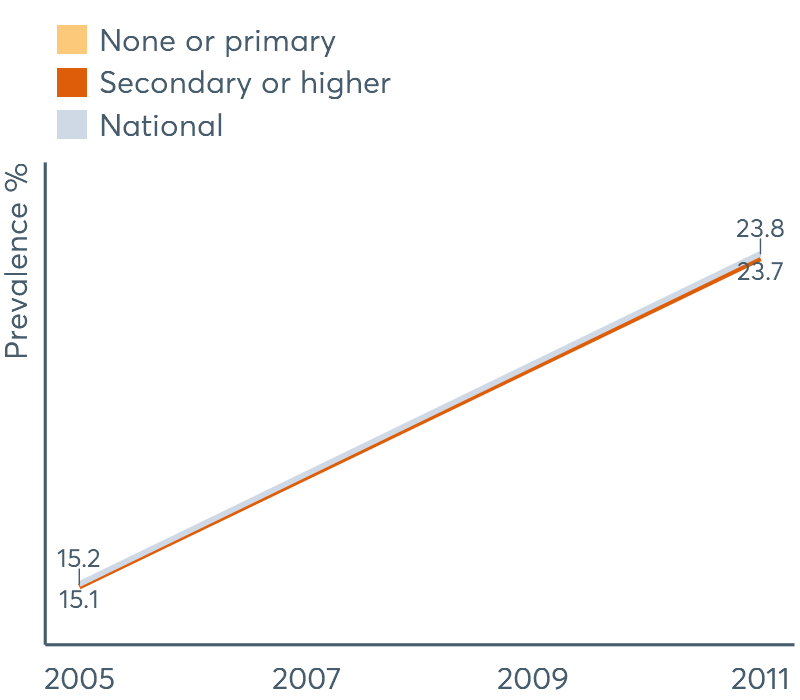 None or primary
Secondary or higher
National
Prevalence %
23.8
23.7
15.2
15.1
2005 2007 2009 2011